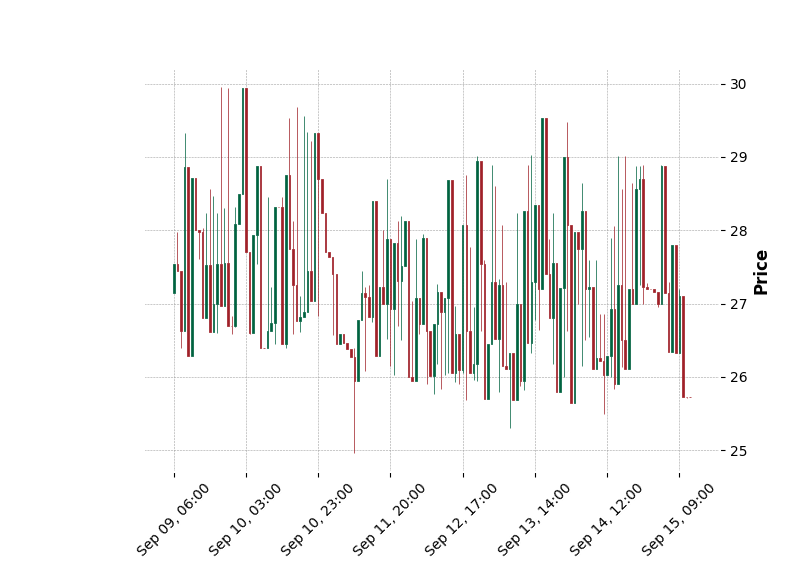 30
29
28
27
26
25
Price
Sep 09, 06:00
Sep 10, 03:00
Sep 10, 23:00
Sep 11, 20:00
Sep 12, 17:00
Sep 13, 14:00
Sep 14, 12:00
Sep 15, 09:00